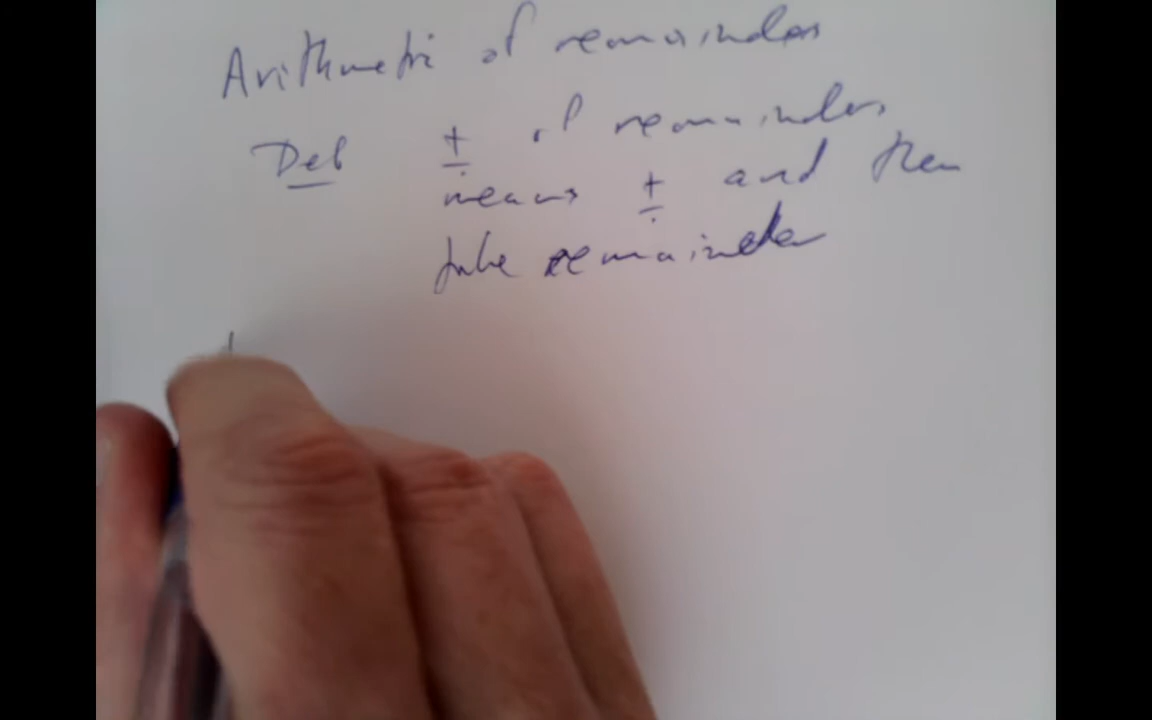 Arithmetic of remainders
Def ± of remainders
means ± and then
take remainder